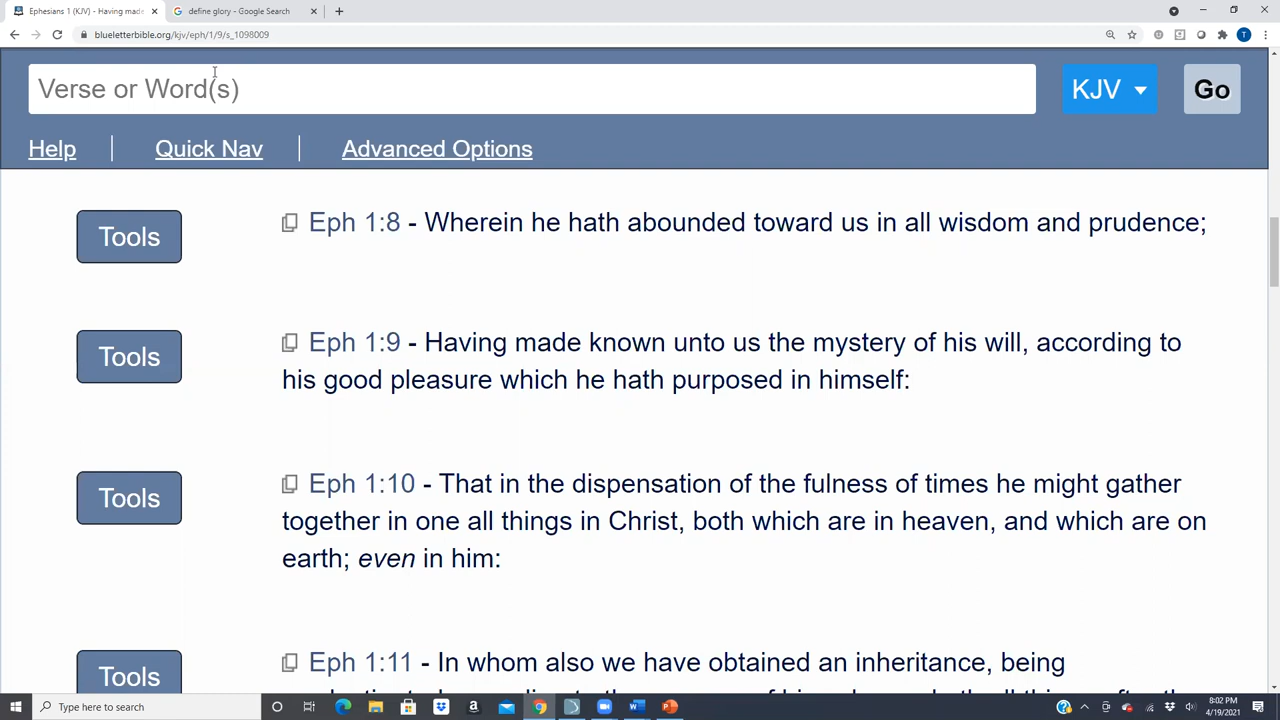 Ephesians 1 (KJV) - Having made
define glory - Google Search
blueletterbible.org/kjv/eph/1/9/s_1098009
T
Verse or Word(s)
KJV
Go
Help
Quick Nav
Advanced Options
Tools
Eph 1:8 - Wherein he hath abounded toward us in all wisdom and prudence;
Tools
Eph 1:9 - Having made known unto us the mystery of his will, according to
his good pleasure which he hath purposed in himself:
Tools
Eph 1:10 - That in the dispensation of the fulness of times he might gather
together in one all things in Christ, both which are in heaven, and which are on
earth; even in him:
Tools
Eph 1:11 - In whom also we have obtained an inheritance, being
Type here to search
8:02 PM
4/19/2021